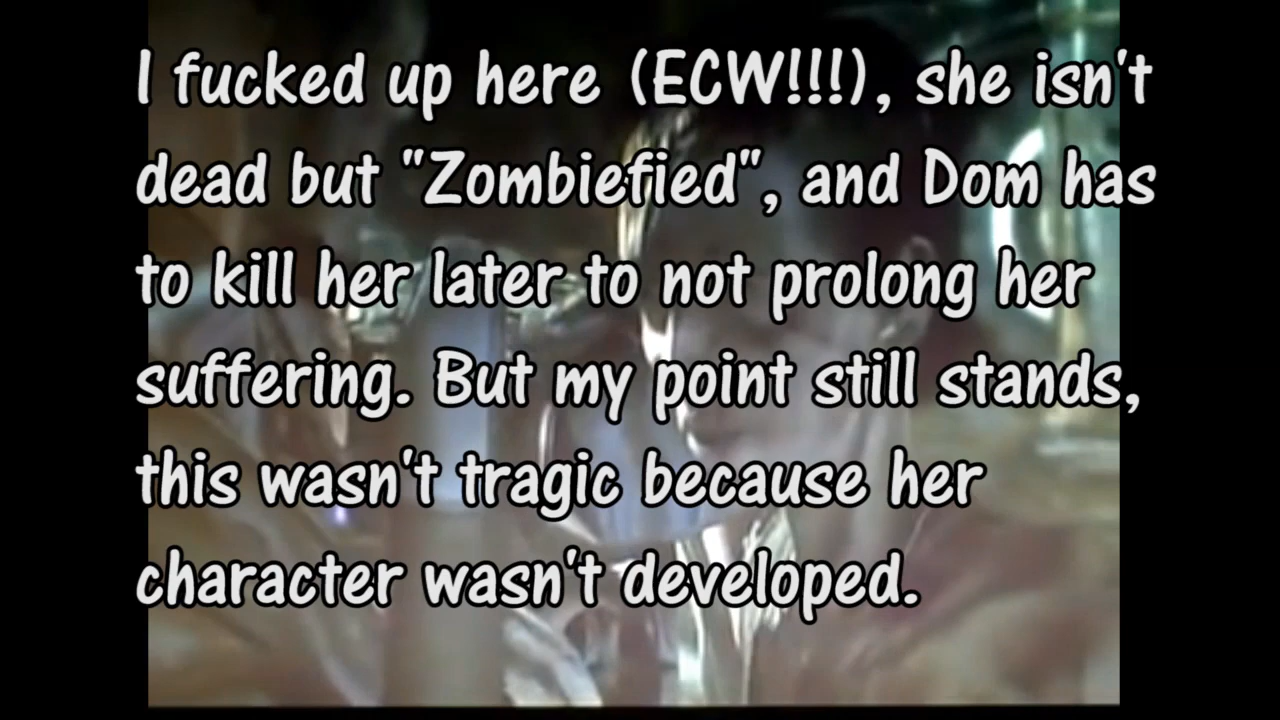 I fucked up here (ECW!!!), she isn't
dead but "Zombiefied", and Dom has
to kill her later to not prolong her
suffering. But my point still stands,
this wasn't tragic because her
character wasn't developed.